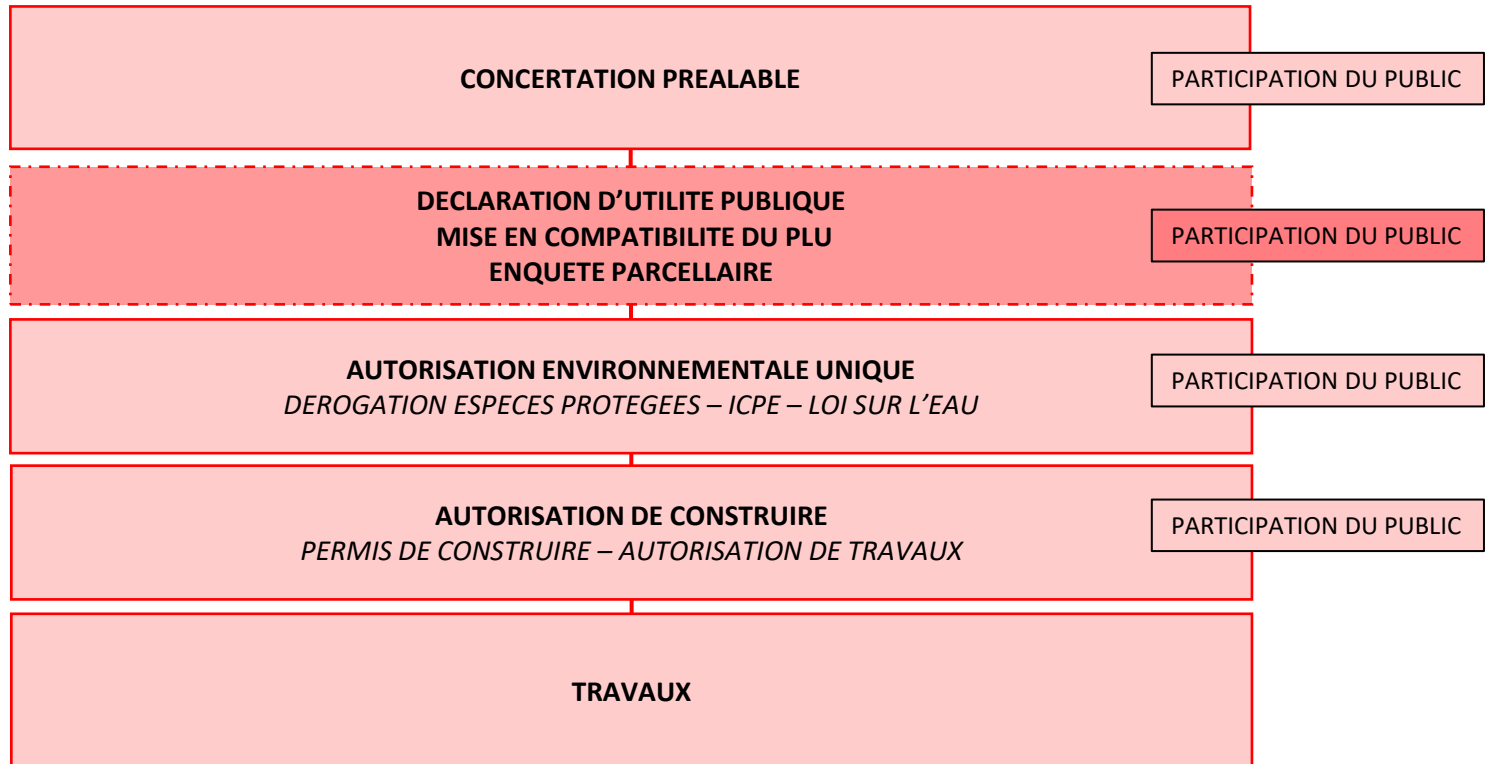 CONCERTATION PREALABLE
PARTICIPATION DU PUBLIC
DECLARATION D’UTILITE PUBLIQUE
MISE EN COMPATIBILITE DU PLU
ENQUETE PARCELLAIRE
PARTICIPATION DU PUBLIC
AUTORISATION ENVIRONNEMENTALE UNIQUE
DEROGATION ESPECES PROTEGEES – ICPE – LOI SUR L’EAU
PARTICIPATION DU PUBLIC
AUTORISATION DE CONSTRUIRE
PERMIS DE CONSTRUIRE – AUTORISATION DE TRAVAUX
PARTICIPATION DU PUBLIC
TRAVAUX